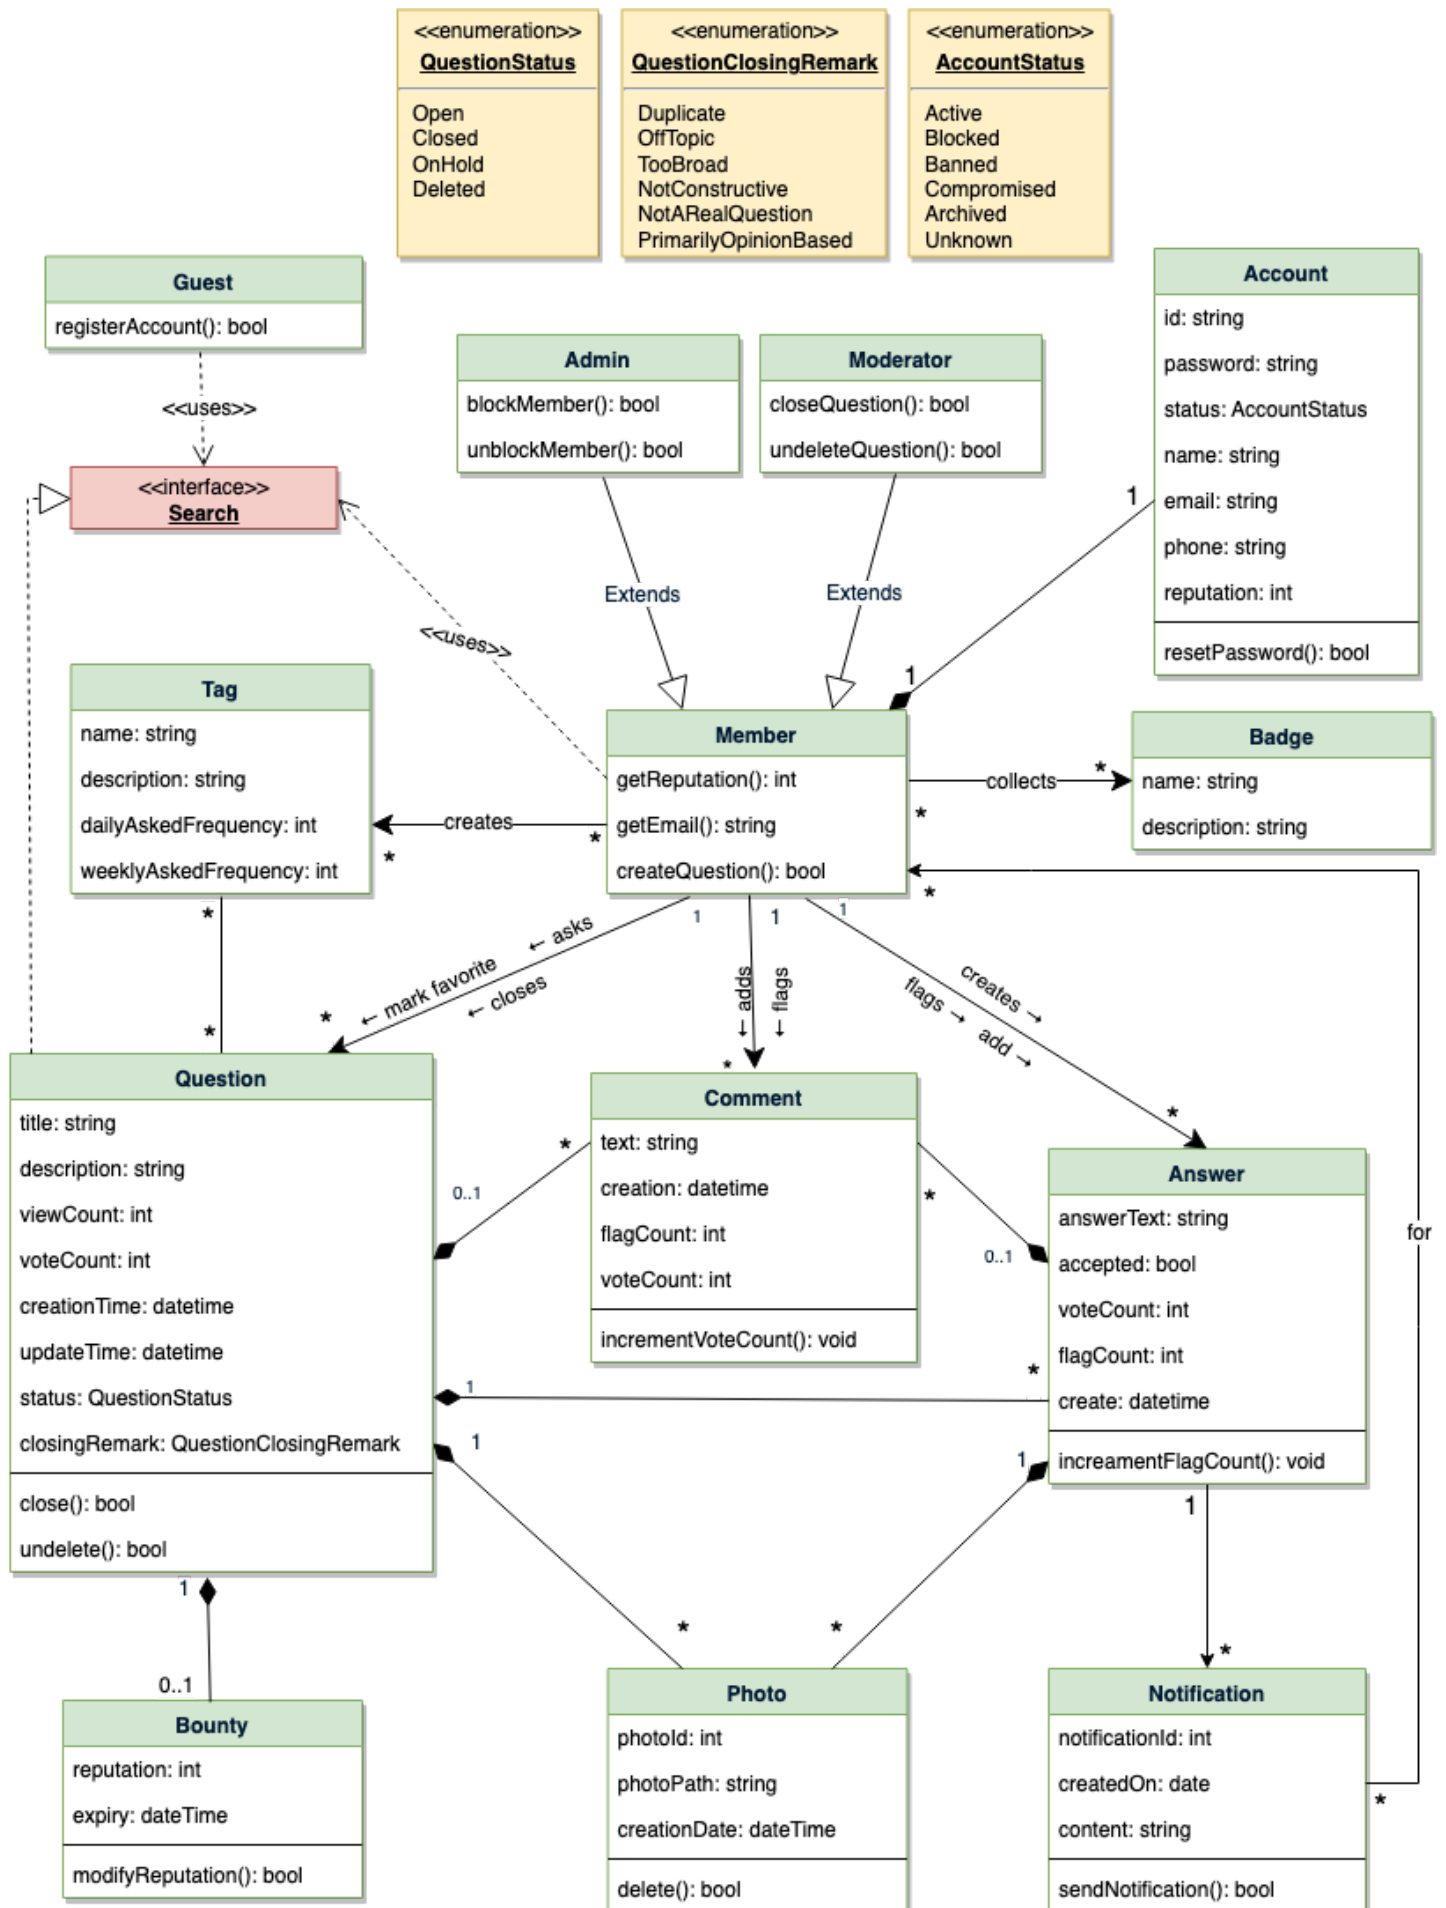 <<enumeration>>
QuestionStatus
Open
Closed
OnHold
Deleted
<<enumeration>>
QuestionClosingRemark
Duplicate
OffTopic
TooBroad
NotConstructive
NotARealQuestion
PrimarilyOpinionBased
<<enumeration>>
AccountStatus
Active
Blocked
Banned
Compromised
Archived
Unknown
Guest
registerAccount(): bool
<<uses>>
<<interface>>
Search
Admin
blockMember(): bool
unblockMember(): bool
Moderator
closeQuestion(): bool
undeleteQuestion(): bool
Account
id: string
password: string
status: AccountStatus
name: string
email: string
phone: string
reputation: int
resetPassword(): bool
1
1
Extends
Extends
<<uses>>
Tag
name: string
description: string
dailyAskedFrequency: int
weeklyAskedFrequency: int
creates
*
*
Member
getReputation(): int
getEmail(): string
createQuestion(): bool
collects
*
*
Badge
name: string
description: string
*
*
*
1
← asks
← mark favorite
← closes
*
1
← adds
← flags
*
1
creates →
flags →
add →
*
Question
title: string
description: string
viewCount: int
voteCount: int
creationTime: datetime
updateTime: datetime
status: QuestionStatus
closingRemark: QuestionClosingRemark
close(): bool
undelete(): bool
*
0..1
Comment
text: string
creation: datetime
flagCount: int
voteCount: int
incrementVoteCount(): void
*
0..1
Answer
answerText: string
accepted: bool
voteCount: int
flagCount: int
create: datetime
increamentFlagCount(): void
for
1
*
1
*
1
*
1
*
1
0..1
Bounty
reputation: int
expiry: dateTime
modifyReputation(): bool
Photo
photoId: int
photoPath: string
creationDate: dateTime
delete(): bool
Notification
notificationId: int
createdOn: date
content: string
sendNotification(): bool
*